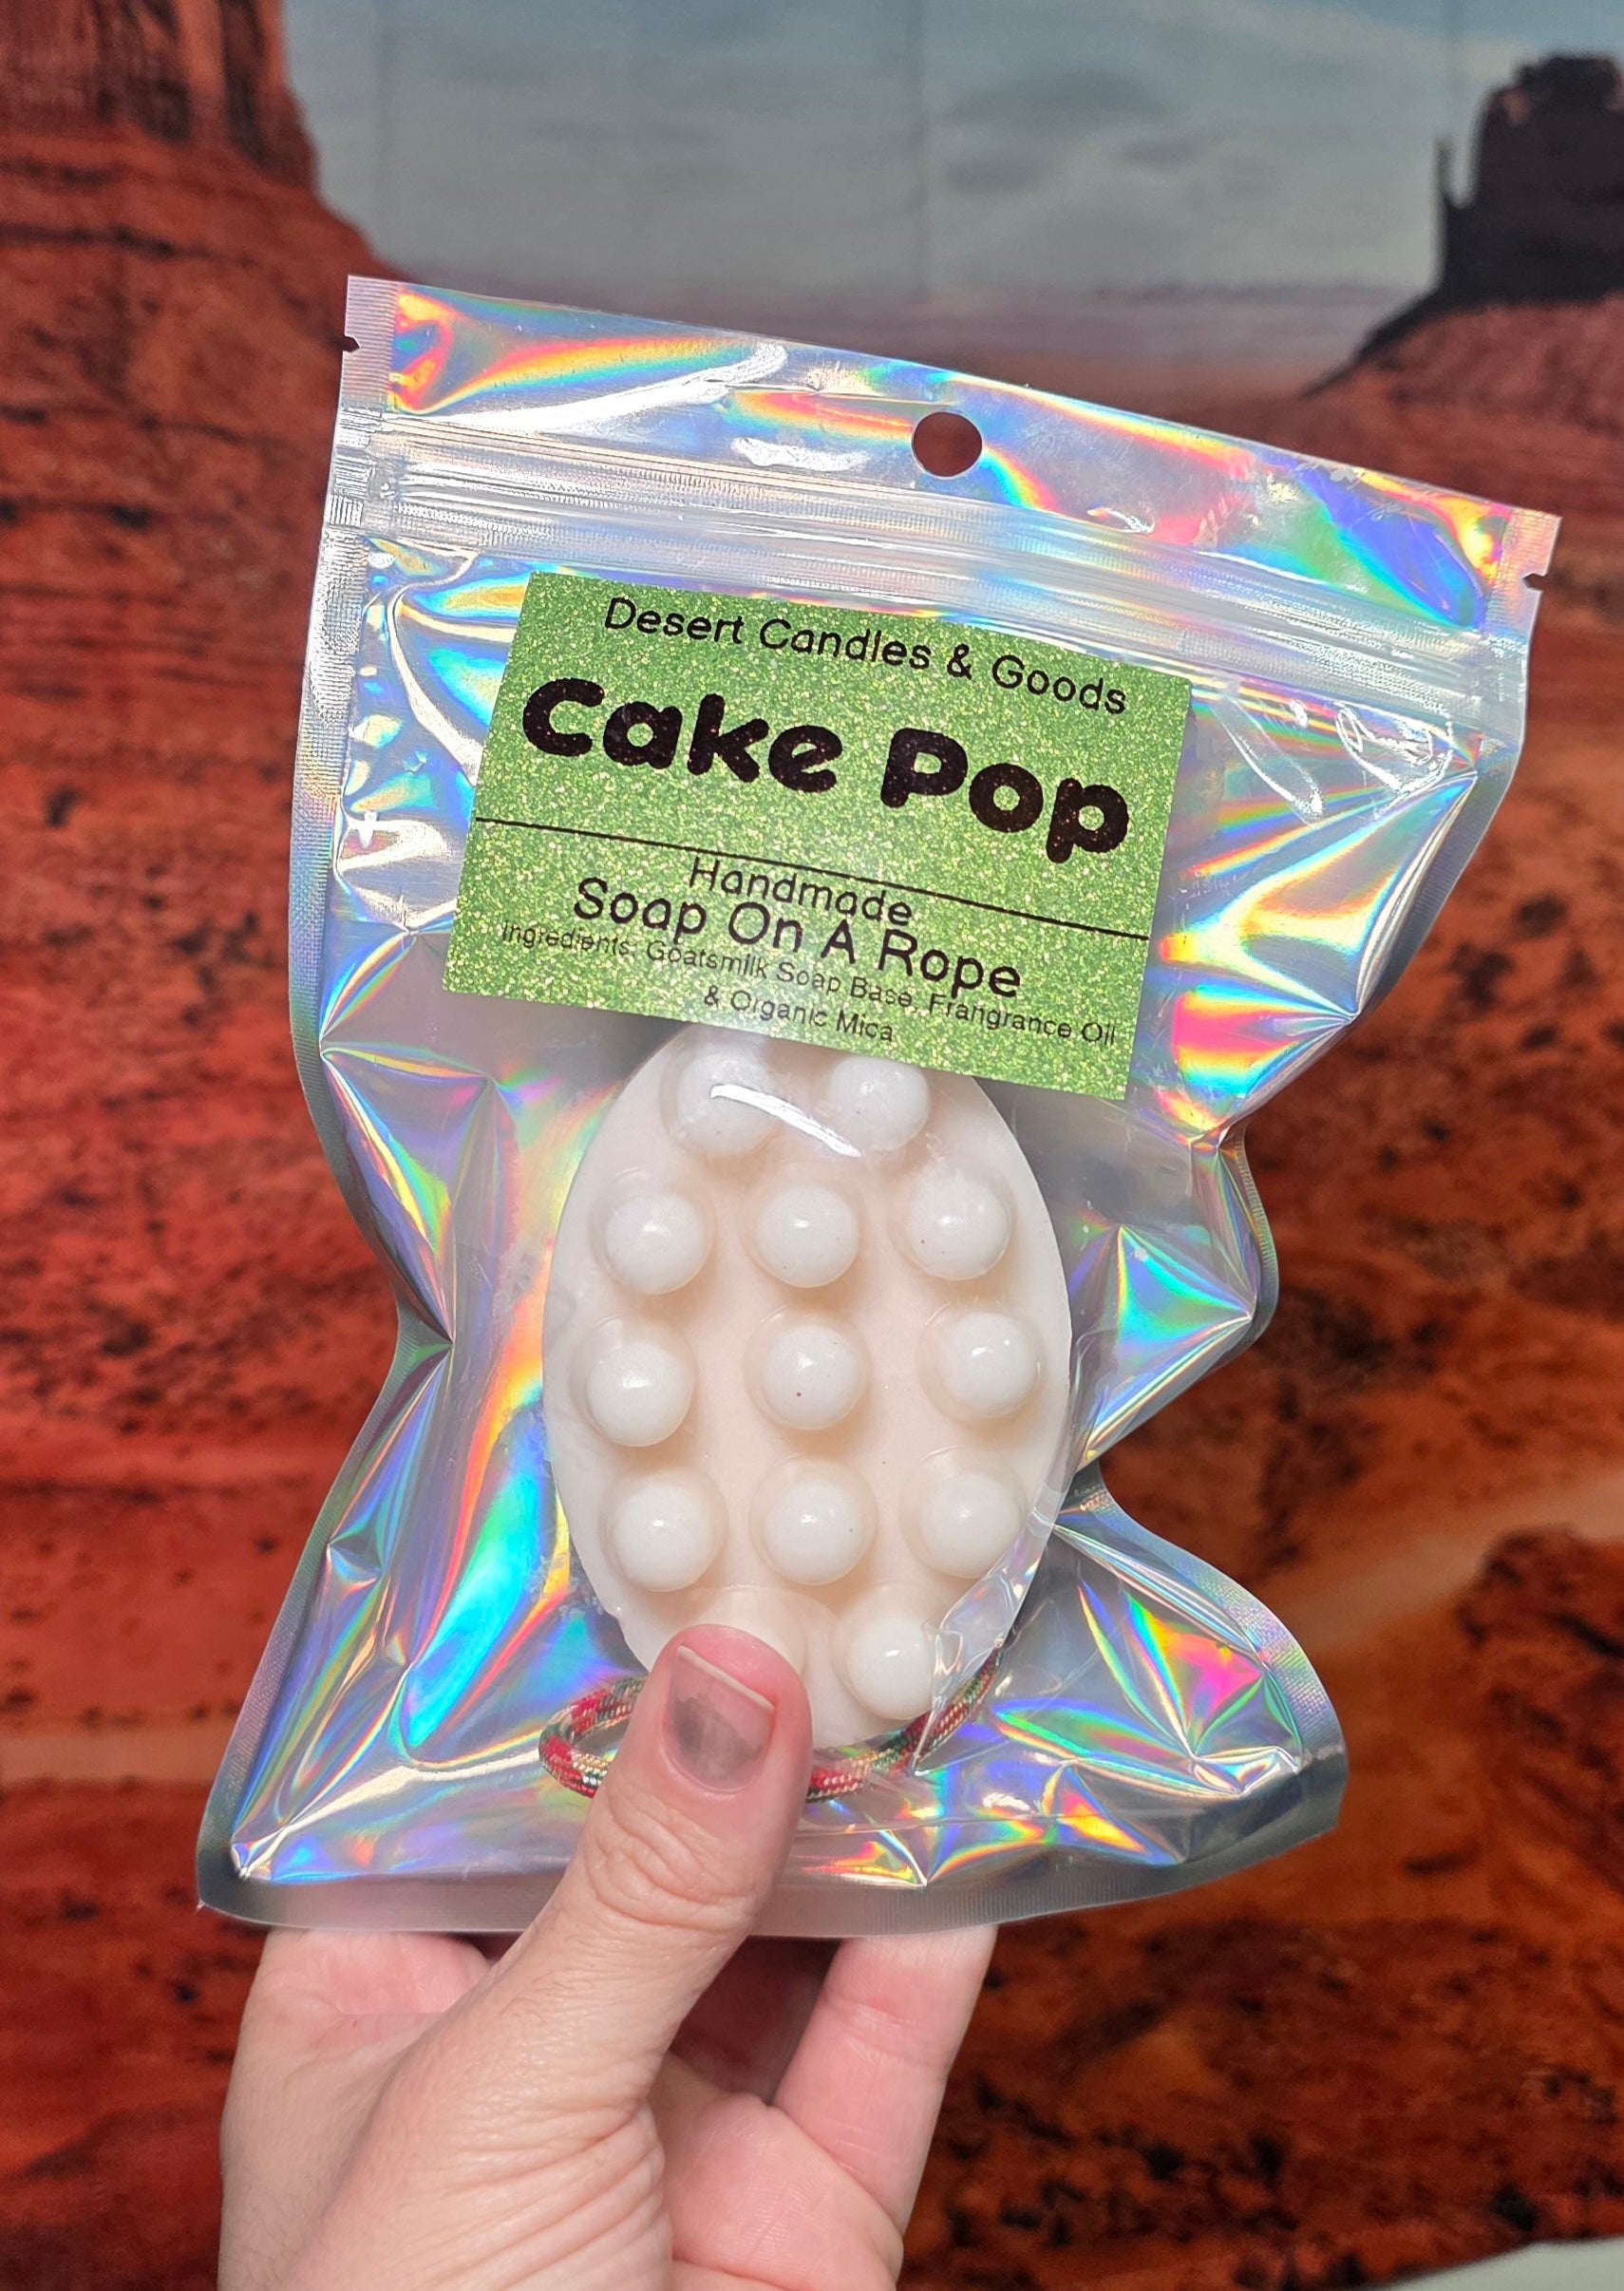 Desert Candles & Goods
Cake Pop
Handmade
Soap On A Rope
Ingredients: Goatsmilk Soap Base, Frangrance Oil
& Organic Mica